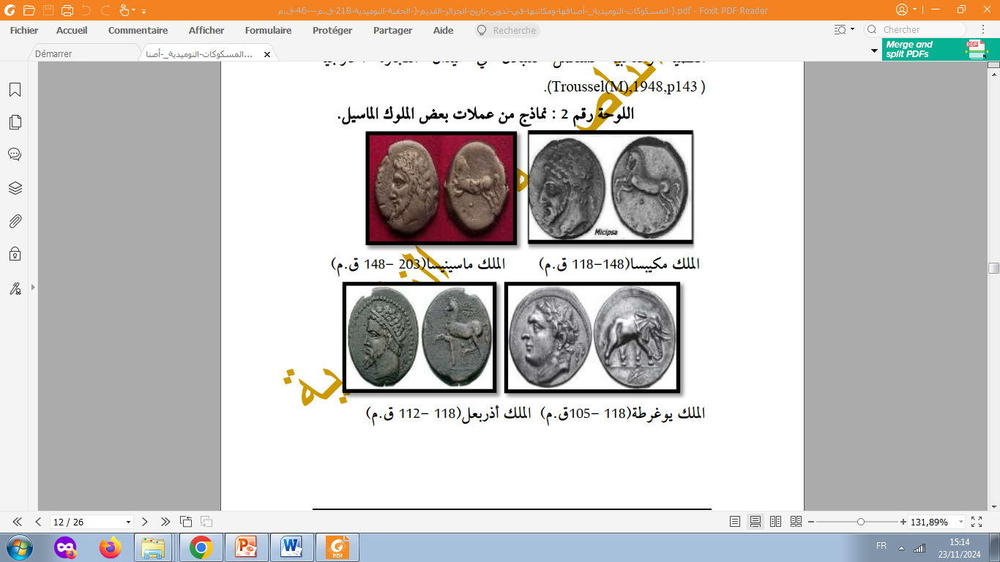 المسكوكات-النوميدية_-أصنافها-ومكانتها-في-تدوين-تاريخ-الجزائر-القديم-(-الحقبة-النوميدية-218-ق.م----46-ق.م-).pdf - Foxit PDF Reader
Fichier Accueil Commentaire Afficher Formulaire Protéger Partager Aide Recherche Chercher
Démarrer
المسكوكات-النوميدية_-أصنا...
Merge and
split PDFs
PDF
(Troussel(M),1948,p143 ).
اللوحة رقم 2 : نماذج من عملات بعض الملوك الماسيل.
Micipsa
الملك مكيبسا(148-118 ق.م) الملك ماسينيسا(203 -148 ق.م)
الملك يوغرطة(118 -105ق.م) الملك أذربعل(118 -112 ق.م)
12 / 26
131,89%
PDF
FR
15:14
23/11/2024